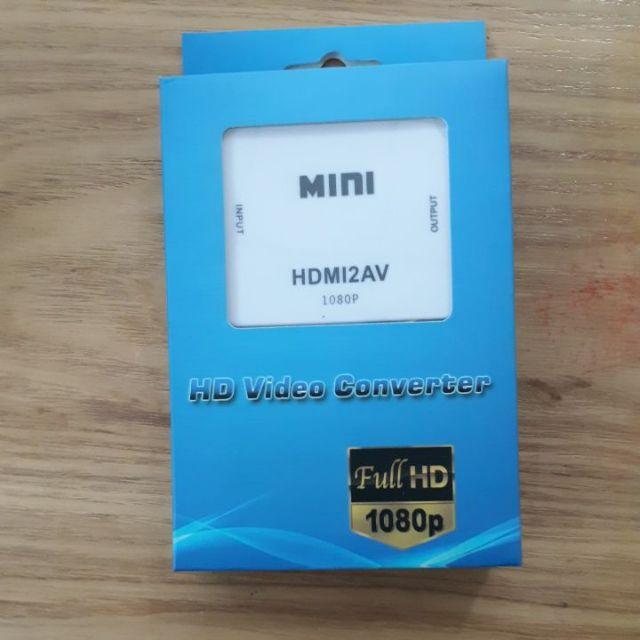 MINI
INPUT
OUTPUT
HDMI2AV
1080P
HD Video Converter
Full HD
1080p